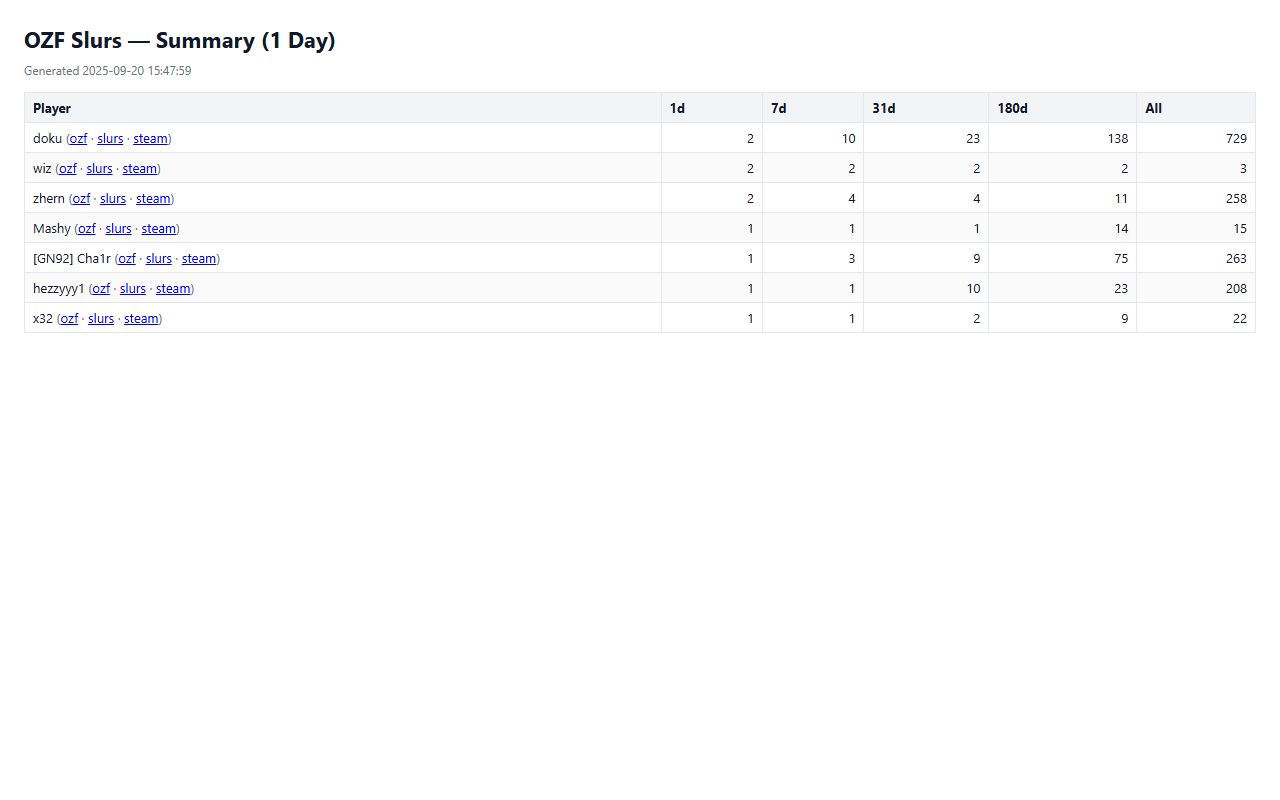 OZF Slurs — Summary (1 Day)
Generated 2025-09-20 15:47:59
Player 1d 7d 31d 180d All
doku (ozf · slurs · steam) 2 10 23 138 729
wiz (ozf · slurs · steam) 2 2 2 2 3
zhern (ozf · slurs · steam) 2 4 4 11 258
Mashy (ozf · slurs · steam) 1 1 1 14 15
[GN92] Cha1r (ozf · slurs · steam) 1 3 9 75 263
hezzyyy1 (ozf · slurs · steam) 1 1 10 23 208
x32 (ozf · slurs · steam) 1 1 2 9 22